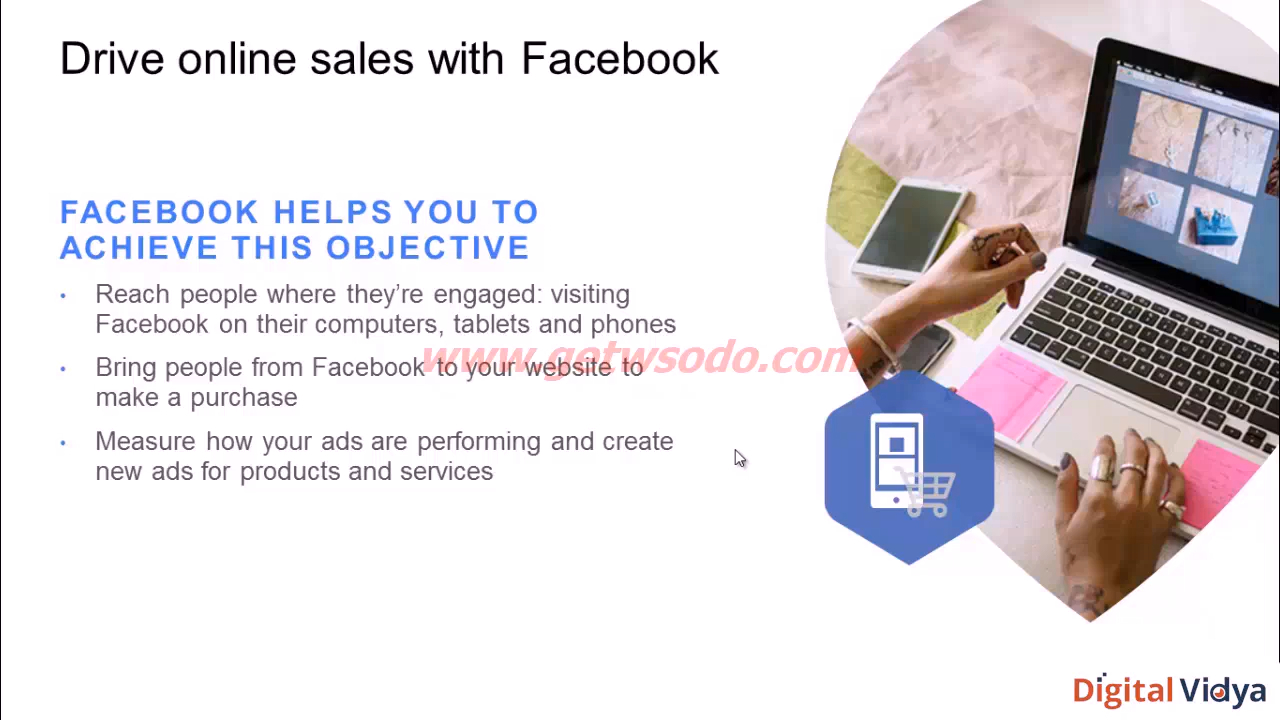 Drive online sales with Facebook
FACEBOOK HELPS YOU TO
ACHIEVE THIS OBJECTIVE
• Reach people where they’re engaged: visiting
Facebook on their computers, tablets and phones
• Bring people from Facebook to your website to
make a purchase
www.getwsodo.com
• Measure how your ads are performing and create
new ads for products and services
Digital Vidya